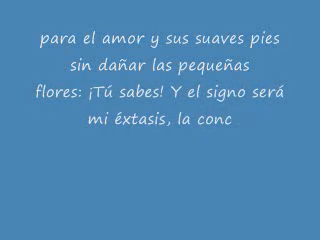 para el amor y sus suaves pies
sin dañar las pequeñas
flores: ¡Tú sabes! Y el signo será
mi éxtasis, la conc